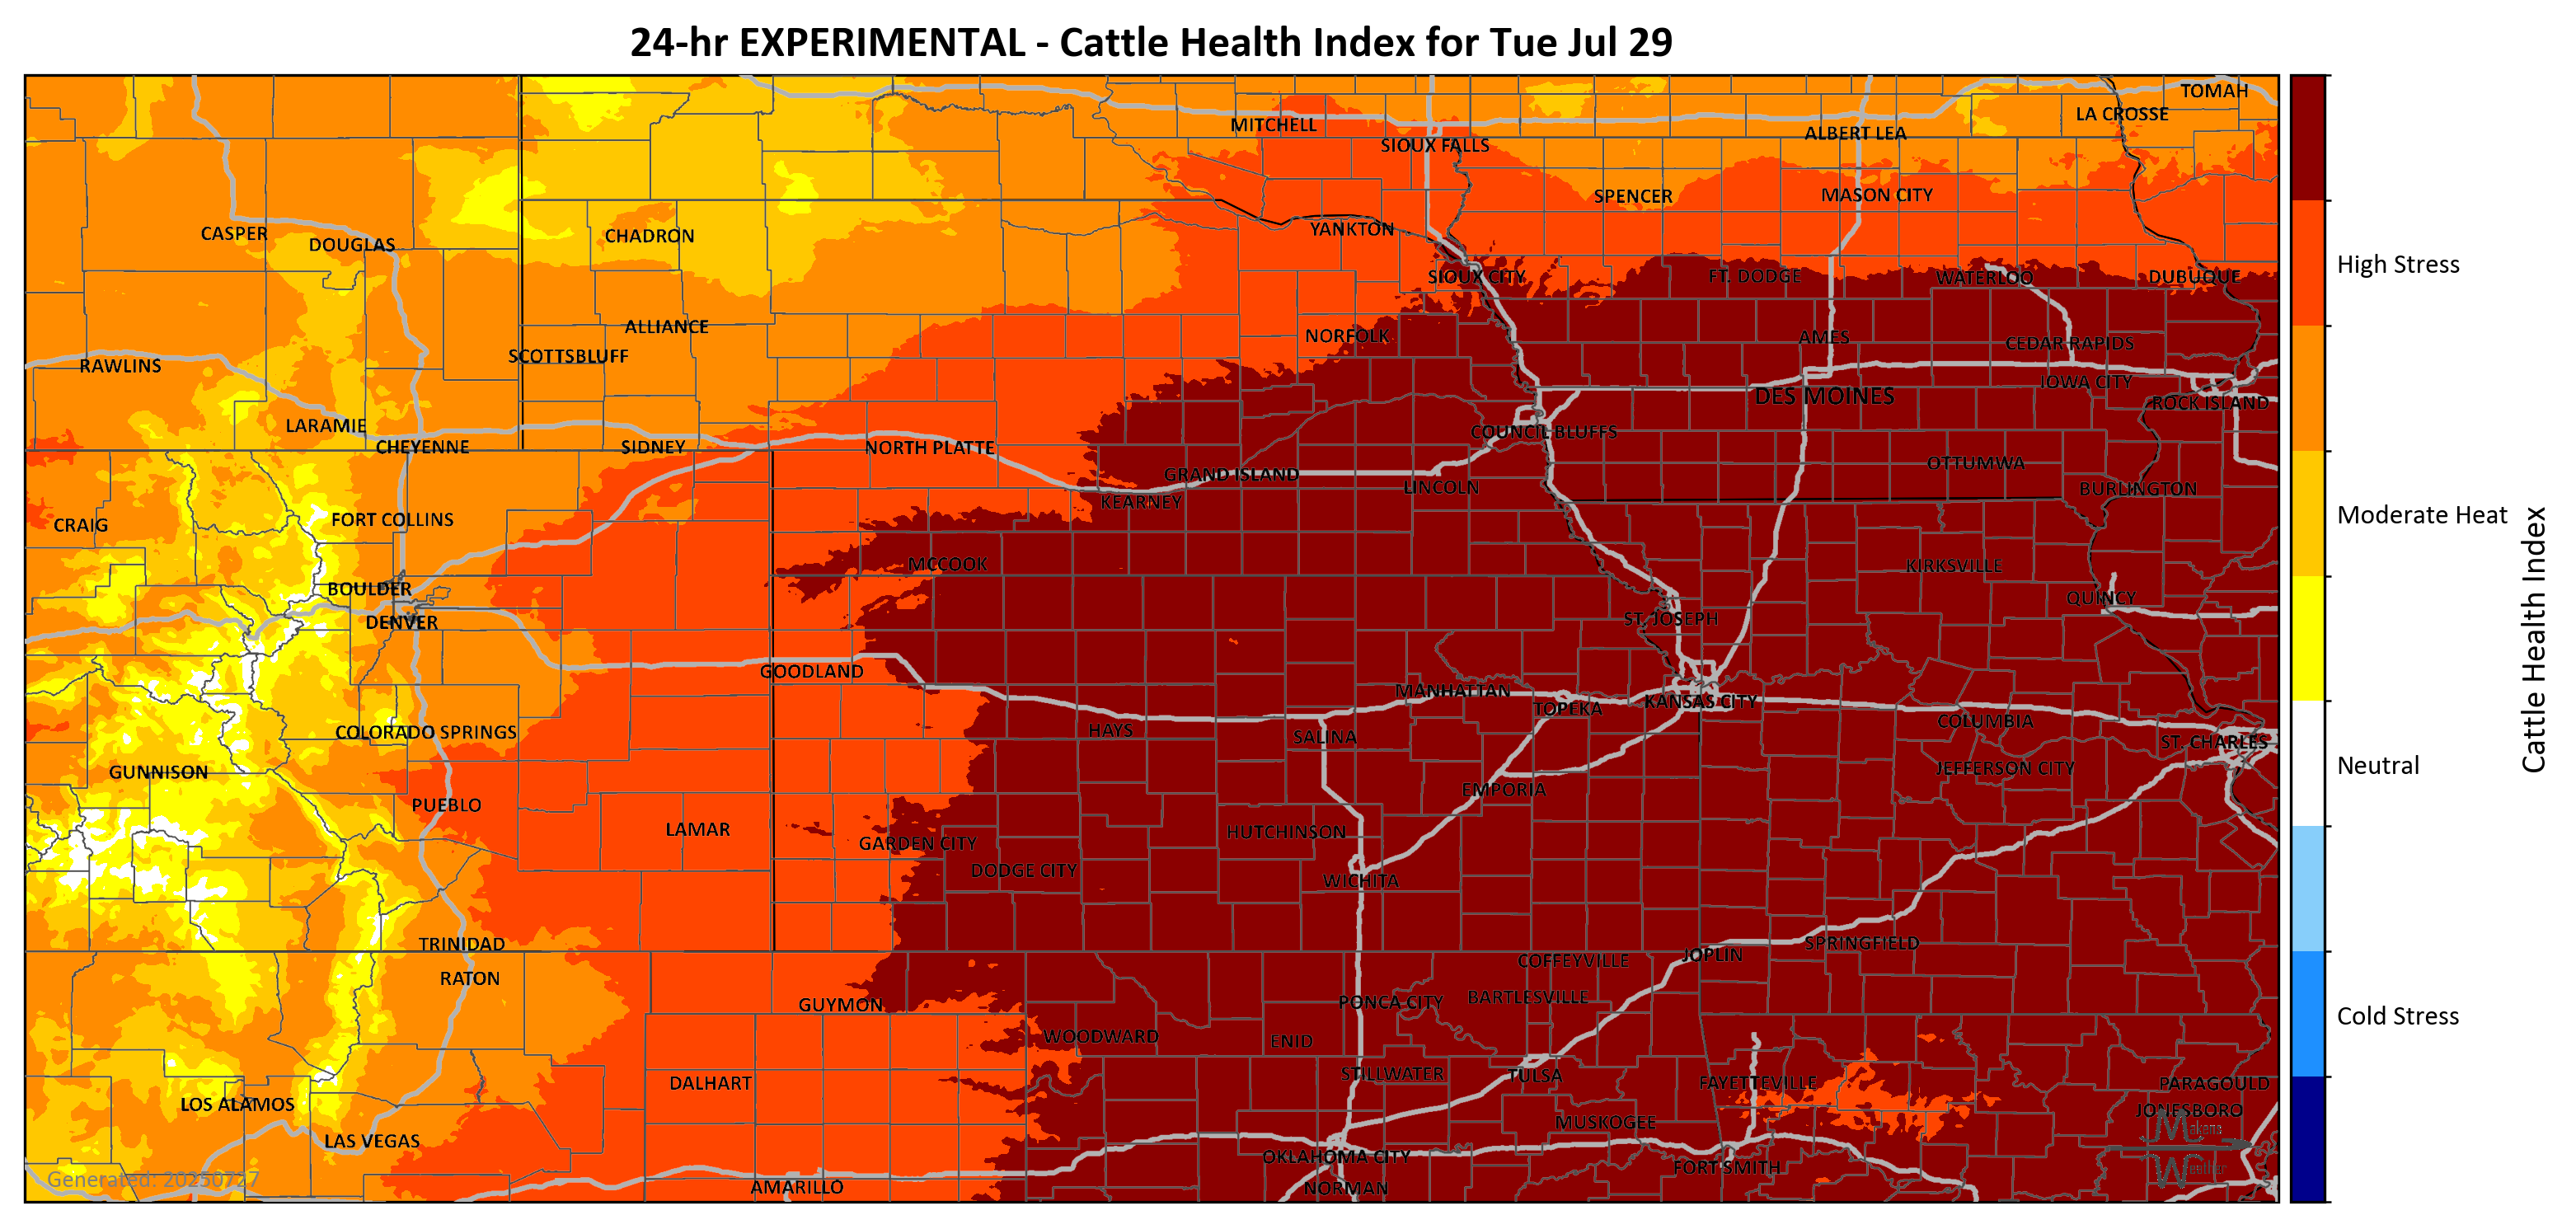 24-hr EXPERIMENTAL - Cattle Health Index for Tue Jul 29
TOMAH
LA CROSSE
MITCHELL
ALBERT LEA
SIOUX FALLS
SPENCER
MASON CITY
CASPER
DOUGLAS
CHADRON
YANKTON
SIOUX CITY
FT. DODGE
WATERLOO
DUBUQUE
ALLIANCE
NORFOLK
AMES
CEDAR RAPIDS
SCOTTSBLUFF
RAWLINS
IOWA CITY
DES MOINES
ROCK ISLAND
LARAMIE
COUNCIL BLUFFS
CHEYENNE
SIDNEY
NORTH PLATTE
OTTUMWA
GRAND ISLAND
LINCOLN
BURLINGTON
KEARNEY
CRAIG
FORT COLLINS
MCCOOK
KIRKSVILLE
BOULDER
QUINCY
DENVER
ST. JOSEPH
GOODLAND
MANHATTAN
TOPEKA
KANSAS CITY
COLUMBIA
COLORADO SPRINGS
HAYS
SALINA
ST. CHARLES
GUNNISON
JEFFERSON CITY
EMPORIA
PUEBLO
LAMAR
HUTCHINSON
GARDEN CITY
DODGE CITY
WICHITA
TRINIDAD
SPRINGFIELD
JOPLIN
COFFEYVILLE
RATON
BARTLESVILLE
PONCA CITY
GUYMON
WOODWARD
ENID
STILLWATER
TULSA
DALHART
FAYETTEVILLE
PARAGOULD
LOS ALAMOS
JONESBORO
MUSKOGEE
LAS VEGAS
OKLAHOMA CITY
FORT SMITH
AMARILLO
NORMAN
Generated: 20250727
Weather
High Stress
Moderate Heat
Neutral
Cold Stress
Cattle Health Index